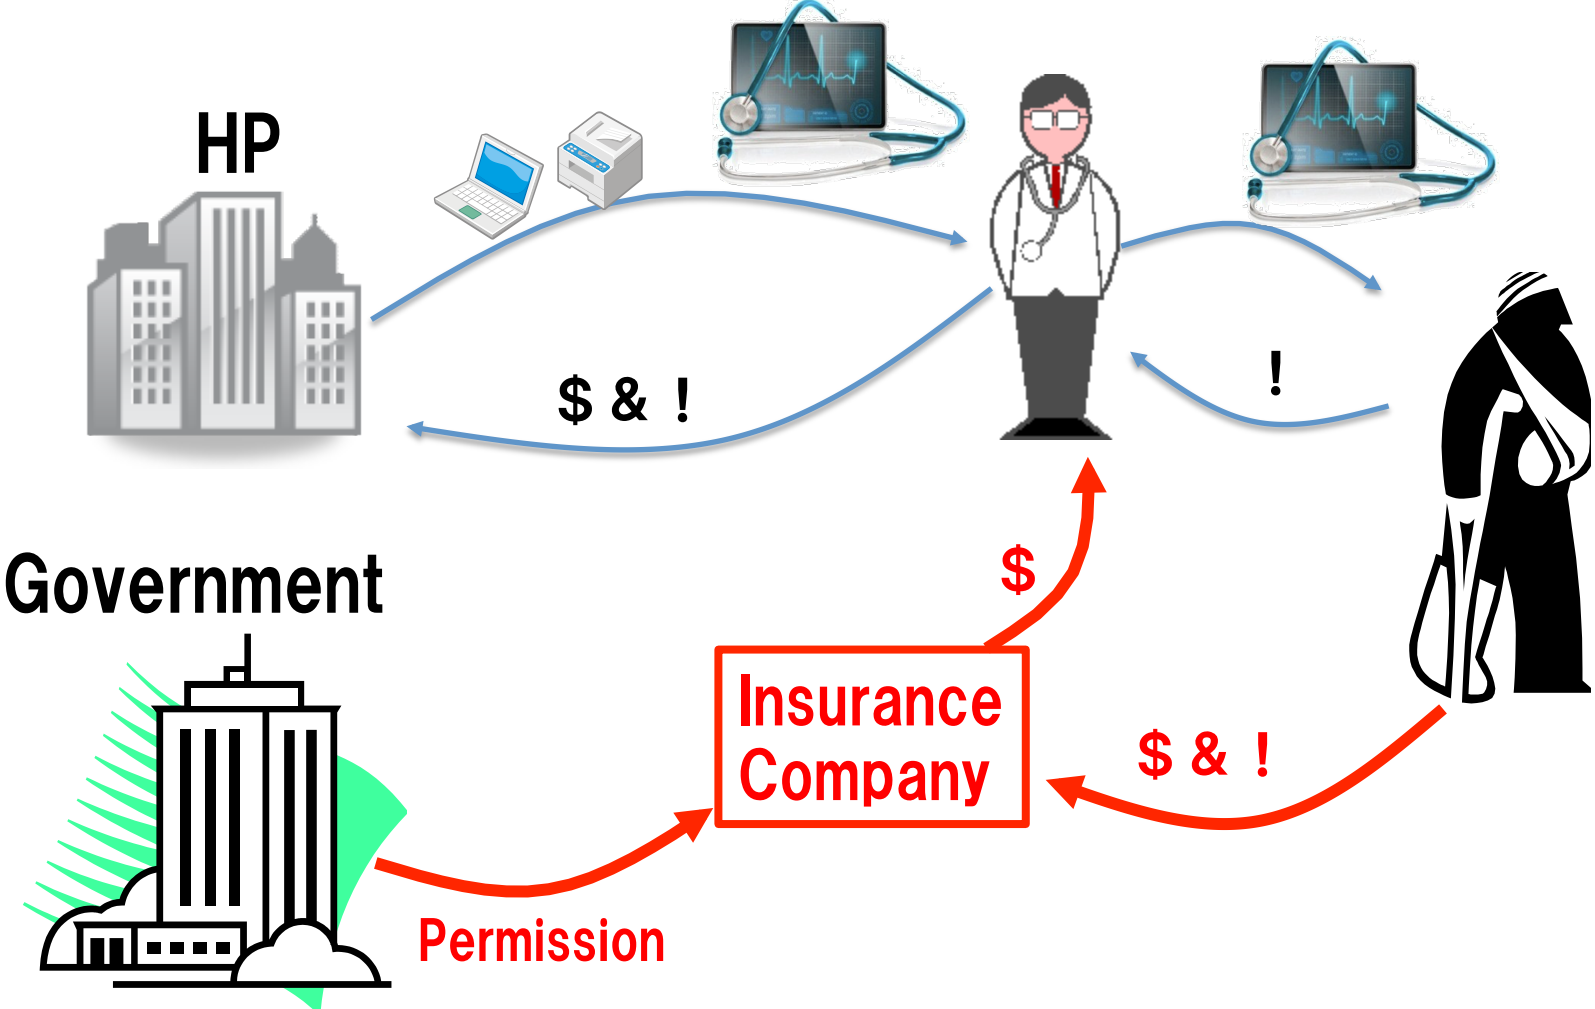 HP
$ & !
!
Government
$
Insurance
Company
$ & !
Permission